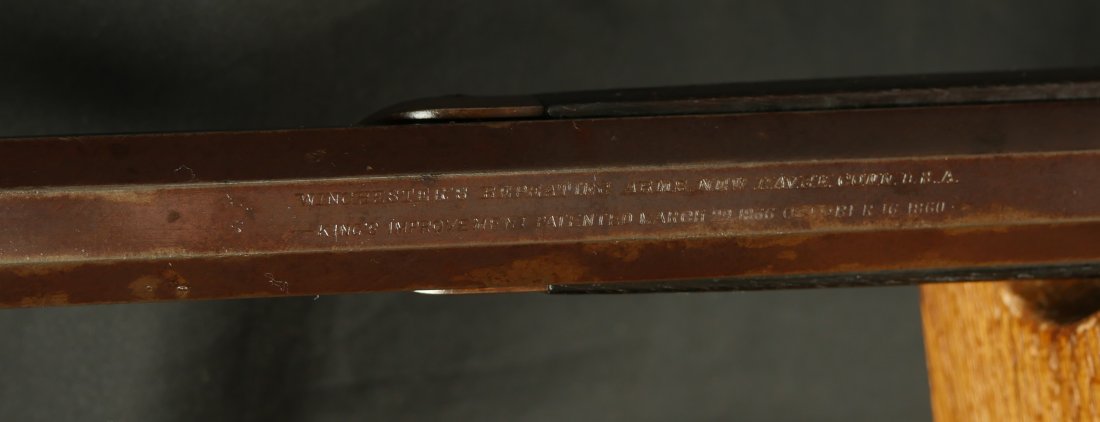 WINCHESTER'S REPEATING ARMS. NEW HAVEN. CONN. U.S.A.
KING'S IMPROVEMENT PATENTED MARCH 29. 1866 OCTOBER 16. 1860